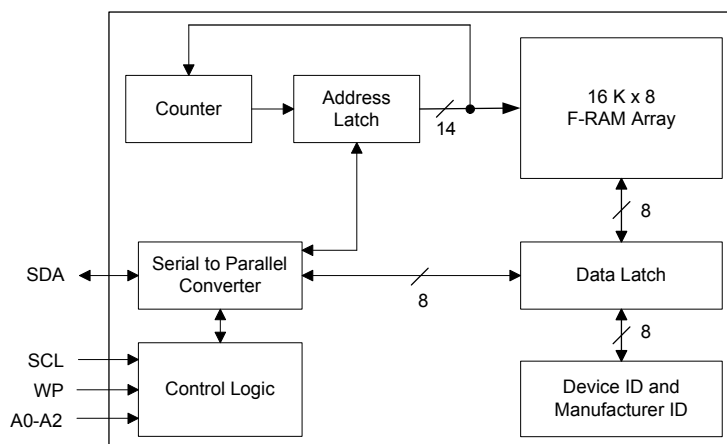 Counter
Address
Latch
14
16 K x 8
F-RAM Array
8
SDA
Serial to Parallel
Converter
8
Data Latch
8
SCL
WP
A0-A2
Control Logic
Device ID and
Manufacturer ID